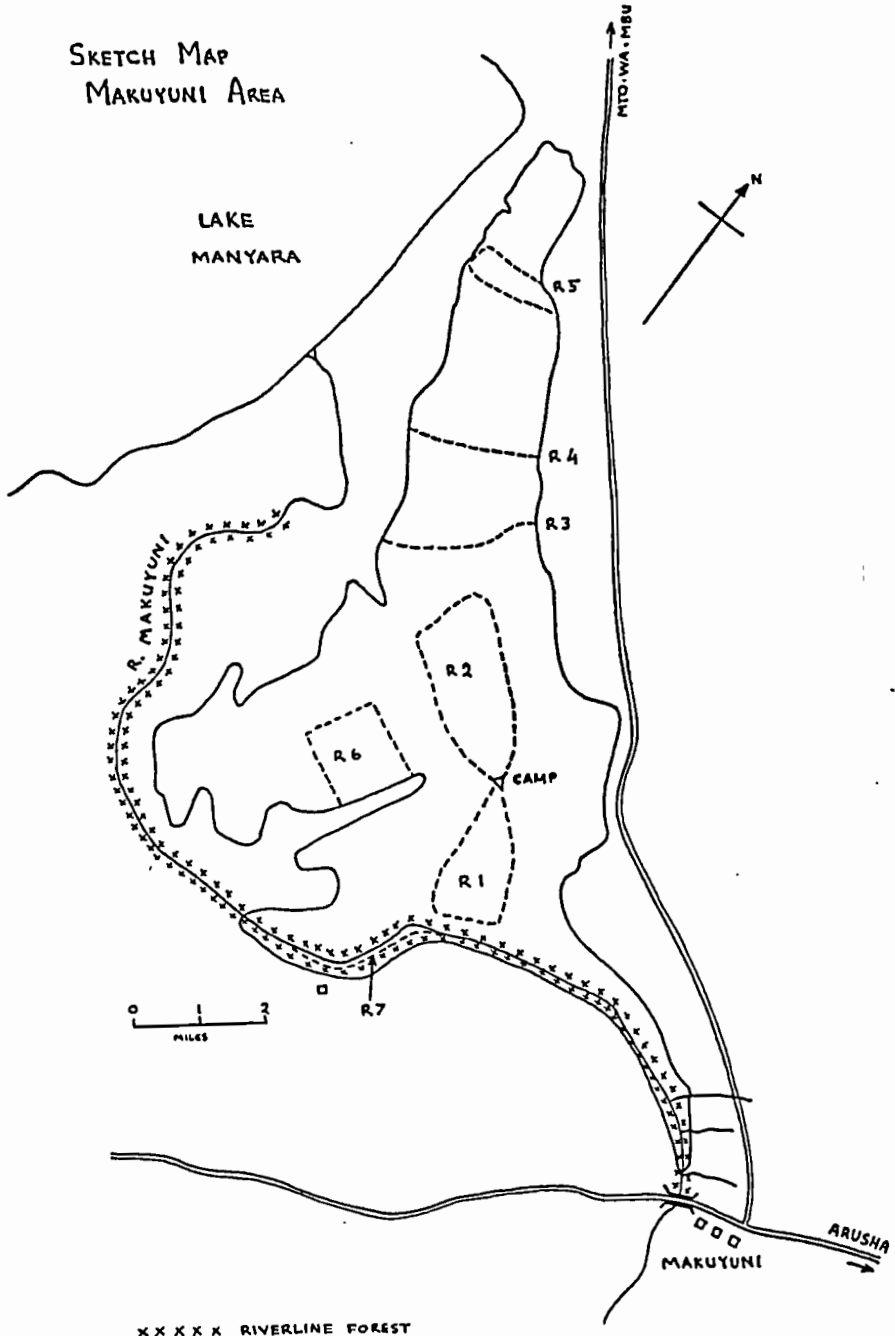 SKETCH MAP
MAKUYUNI AREA
MTO·WA·MBU
N
LAKE
MANYARA
R5
R4
R3
R. MAKUYUNI
R2
R6
CAMP
R1
R7
0 1 2
MILES
ARUSHA
MAKUYUNI
x x x x x RIVERLINE FOREST